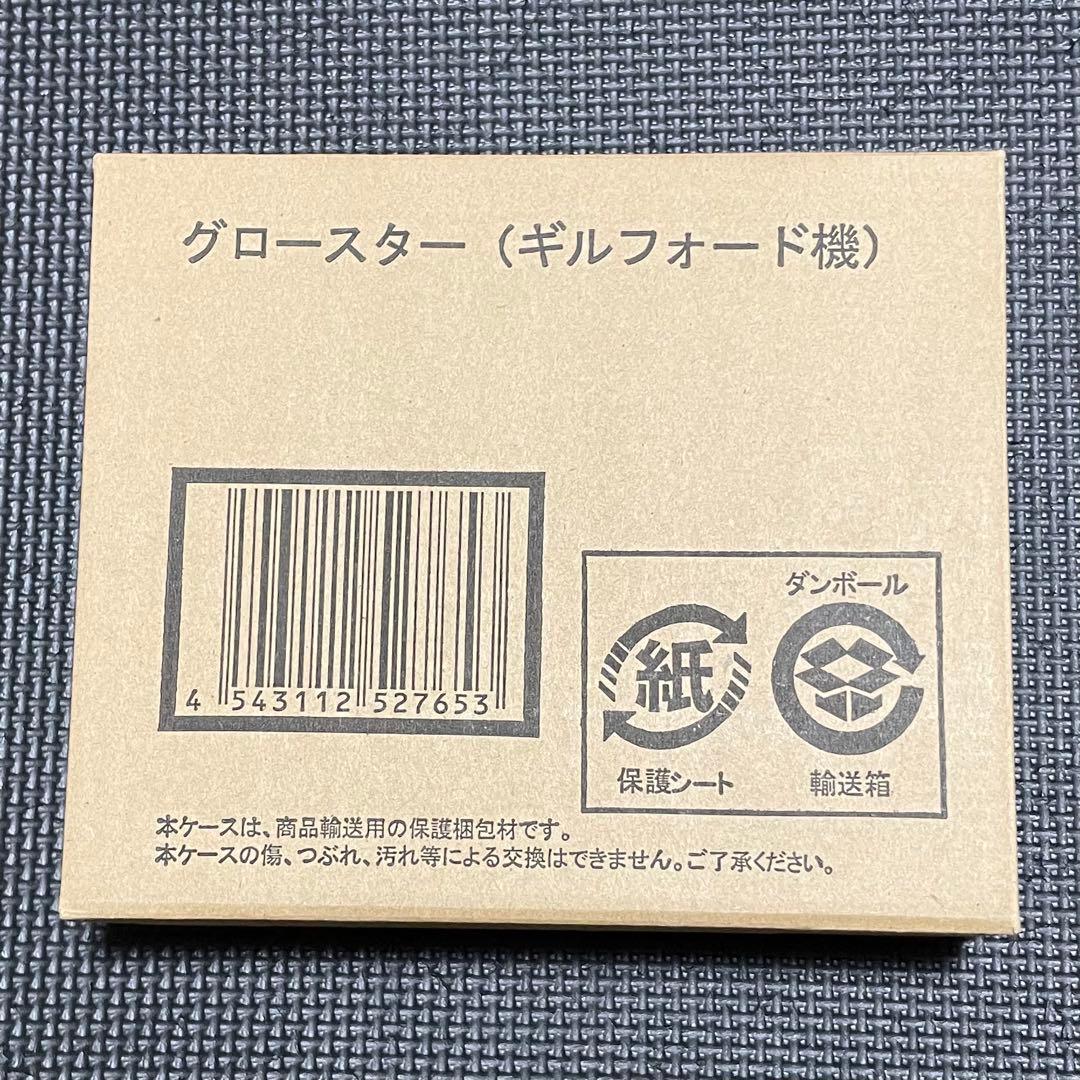 グロースター（ギルフォード機）
4 543112 527653
ダンボール
紙
保護シート
輸送箱
本ケースは、商品輸送用の保護梱包材です。
本ケースの傷、つぶれ、汚れ等による交換はできません。ご了承ください。